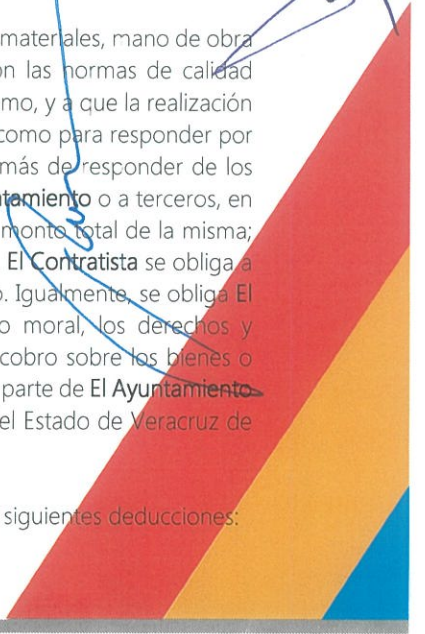 materiales, mano de obra
n las normas de calidad
mo, y a que la realización
como para responder por
más de responder de los
tamiento o a terceros, en
monto total de la misma;
El Contratista se obliga a
o. Igualmente, se obliga El
o moral, los derechos y
cobro sobre los bienes o
parte de El Ayuntamiento
el Estado de Veracruz de
siguientes deducciones: